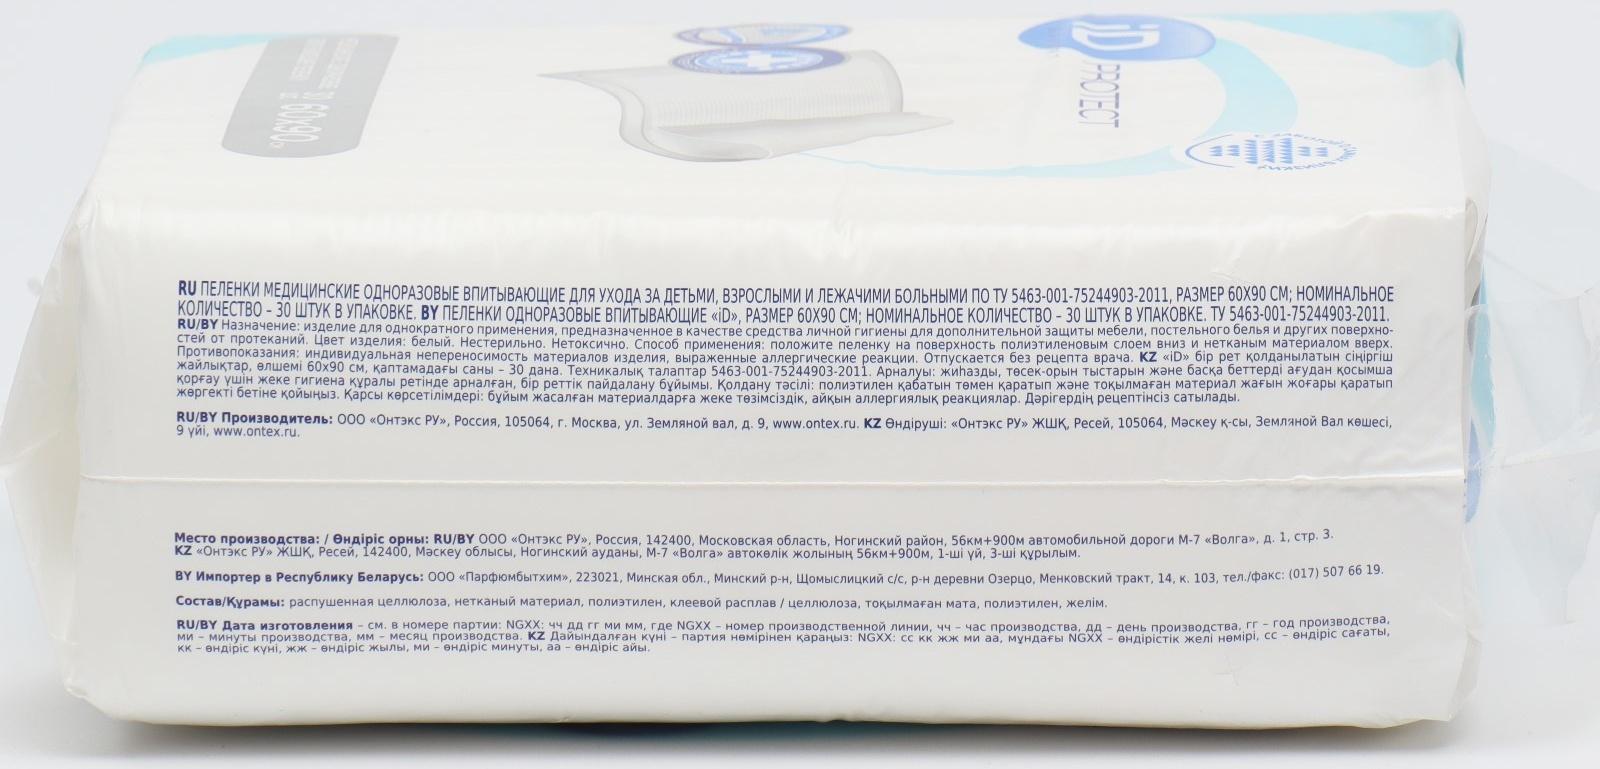 iD
PROTECT
60x90
RU ПЕЛЕНКИ МЕДИЦИНСКИЕ ОДНОРАЗОВЫЕ ВПИТЫВАЮЩИЕ ДЛЯ УХОДА ЗА ДЕТЬМИ, ВЗРОСЛЫМИ И ЛЕЖАЧИМИ БОЛЬНЫМИ ПО ТУ 5463-001-75244903-2011, РАЗМЕР 60X90 СМ; НОМИНАЛЬНОЕ
КОЛИЧЕСТВО – 30 ШТУК В УПАКОВКЕ. BY ПЕЛЕНКИ ОДНОРАЗОВЫЕ ВПИТЫВАЮЩИЕ «iD», РАЗМЕР 60X90 СМ; НОМИНАЛЬНОЕ КОЛИЧЕСТВО – 30 ШТУК В УПАКОВКЕ. ТУ 5463-001-75244903-2011.
RU/BY Назначение: изделие для однократного применения, предназначенное в качестве средства личной гигиены для дополнительной защиты мебели, постельного белья и других поверхно-
стей от протеканий. Цвет изделия: белый. Нестерильно. Нетоксично. Способ применения: положите пеленку на поверхность полиэтиленовым слоем вниз и нетканым материалом вверх.
Противопоказания: индивидуальная непереносимость материалов изделия, выраженные аллергические реакции. Отпускается без рецепта врача. KZ «iD» бір рет қолданылатын сіңіргіш
жайлықтар, өлшемі 60х90 см, қаптамадағы саны – 30 дана. Техникалық талаптар 5463-001-75244903-2011. Арналуы: жиһазды, төсек-орын тыстарын және басқа беттерді ағудан қосымша
қорғау үшін жеке гигиена құралы ретінде арналған, бір реттік пайдалану бұйымы. Қолдану тәсілі: полиэтилен қабатын төмен қаратып және тоқылмаған материал жағын жоғары қаратып
жөргекті бетіне қойыңыз. Қарсы көрсетілімдері: бұйым жасалған материалдарға жеке төзімсіздік, айқын аллергиялық реакциялар. Дәрігердің рецептінсіз сатылады.
RU/BY Производитель: ООО «Онтэкс РУ», Россия, 105064, г. Москва, ул. Земляной вал, д. 9, www.ontex.ru. KZ Өндіруші: «Онтэкс РУ» ЖШҚ, Ресей, 105064, Мәскеу қ-сы, Земляной Вал көшесі,
9 үйі, www.ontex.ru.
Место производства: / Өндіріс орны: RU/BY ООО «Онтэкс РУ», Россия, 142400, Московская область, Ногинский район, 56км+900м автомобильной дороги М-7 «Волга», д. 1, стр. 3.
KZ «Онтэкс РУ» ЖШҚ, Ресей, 142400, Мәскеу облысы, Ногинский ауданы, М-7 «Волга» автокөлік жолының 56км+900м, 1-ші үй, 3-ші құрылым.
BY Импортер в Республику Беларусь: ООО «Парфюмбытхим», 223021, Минская обл., Минский р-н, Щомыслицкий с/с, р-н деревни Озерцо, Менковский тракт, 14, к. 103, тел./факс: (017) 507 66 19.
Состав/Құрамы: распушенная целлюлоза, нетканый материал, полиэтилен, клеевой расплав / целлюлоза, тоқылмаған мата, полиэтилен, желім.
RU/BY Дата изготовления – см. в номере партии: NGXX: чч дд гг ми мм, где NGXX – номер производственной линии, чч – час производства, дд – день производства, гг – год производства,
ми – минуты производства, мм – месяц производства. KZ Дайындалған күні – партия нөмірінен қараңыз: NGXX: сс кк жж ми аа, мұндағы NGXX – өндірістік желі нөмірі, сс – өндіріс сағаты,
кк – өндіріс күні, жж – өндіріс жылы, ми – өндіріс минуты, аа – өндіріс айы.